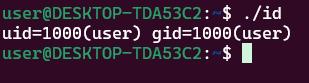 user@DESKTOP-TDA53C2:~$ ./id
uid=1000(user) gid=1000(user)
user@DESKTOP-TDA53C2:~$